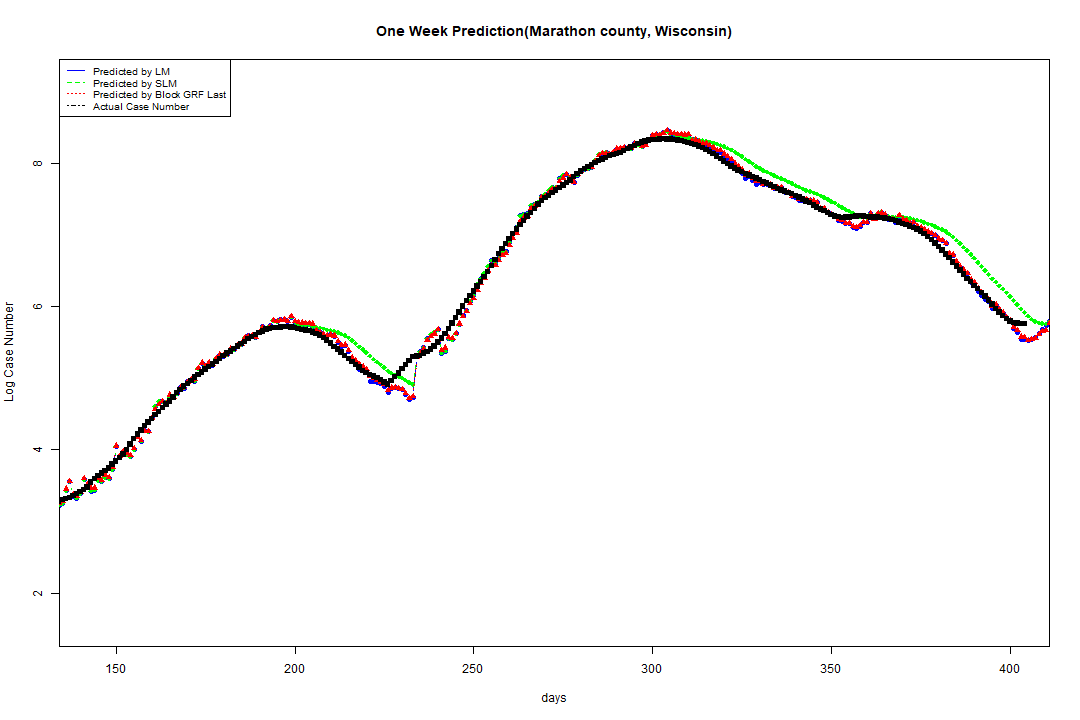 One Week Prediction(Marathon county, Wisconsin)
Predicted by LM
Predicted by SLM
Predicted by Block GRF Last
Actual Case Number
8
6
4
2
Log Case Number
150 200 250 300 350 400
days